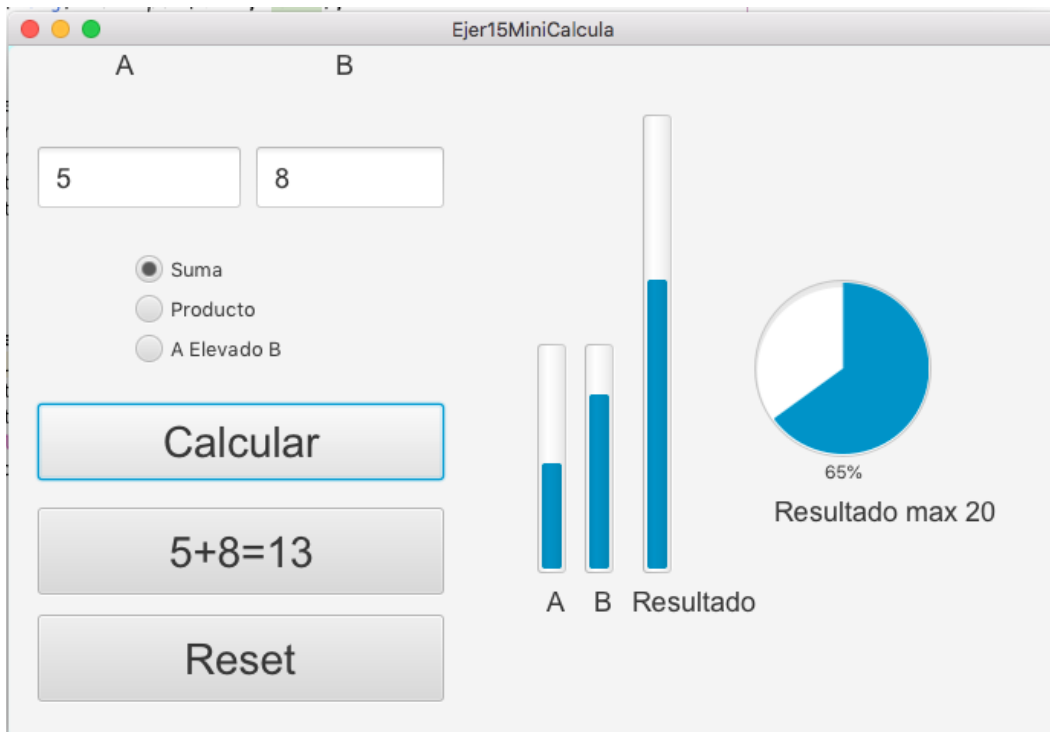 Ejer15MiniCalcula
A B
5 8
Suma
Producto
A Elevado B
Calcular
5+8=13
Reset
A B Resultado
65%
Resultado max 20